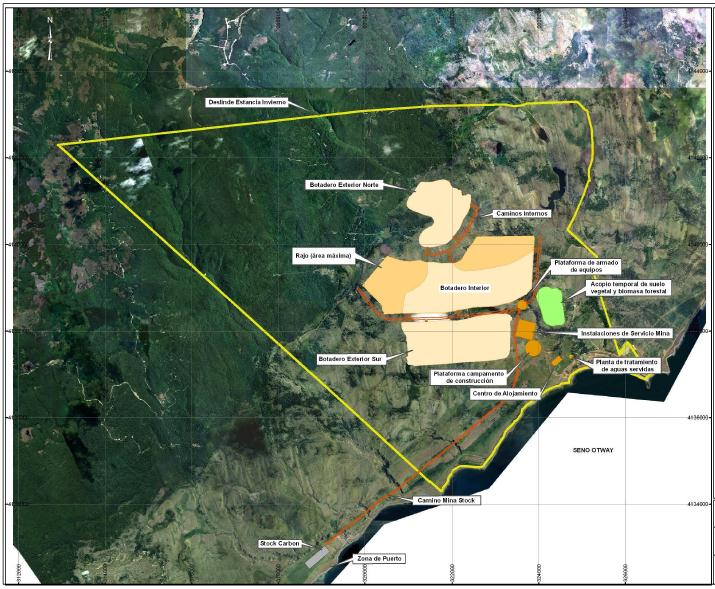 N
Deslinde Estancia Invierno
Botadero Exterior Norte
Caminos Internos
Rajo (área máxima)
Plataforma de armado
de equipos
Botadero Interior
Acopio temporal de suelo
vegetal y biomasa forestal
Instalaciones de Servicio Mina
Botadero Exterior Sur
Planta de tratamiento
de aguas servidas
Plataforma campamento
de construcción
Centro de Alojamiento
SENO OTWAY
Camino Mina Stock
4134000
Stock Carbon
Zona de Puerto